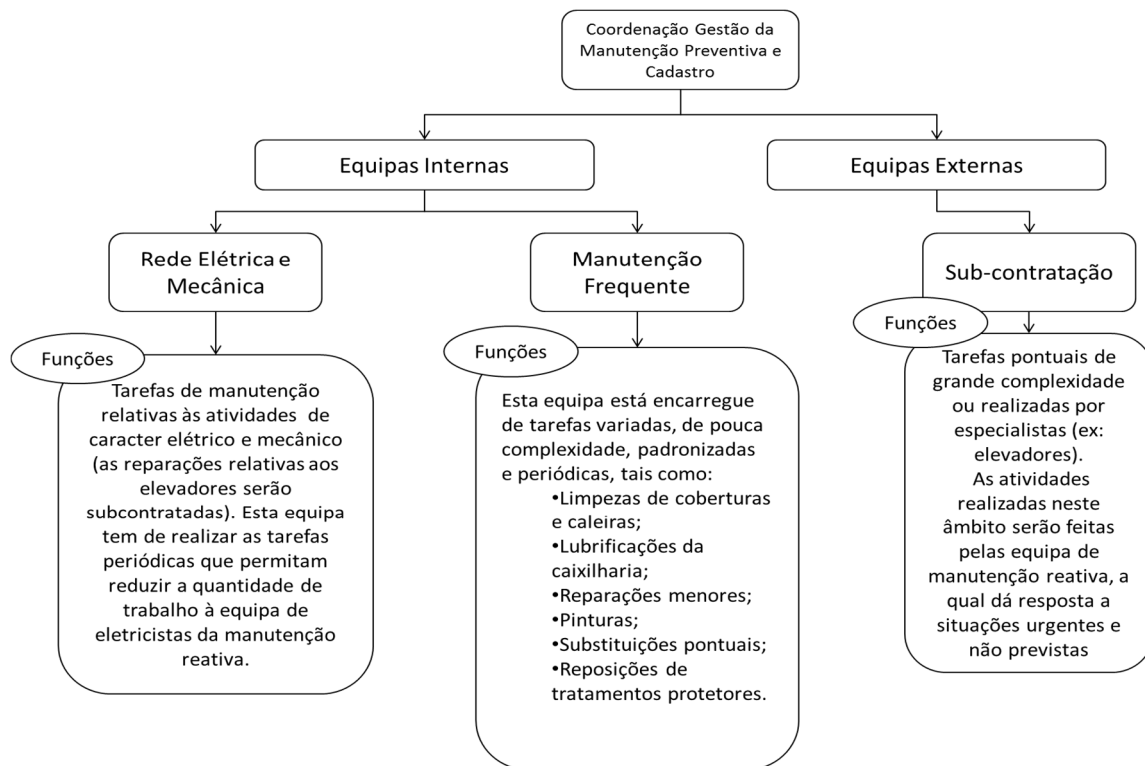 Coordenação Gestão da
Manutenção Preventiva e
Cadastro
Equipas Internas
Equipas Externas
Rede Elétrica e
Mecânica
Manutenção
Frequente
Sub-contratação
Funções
Tarefas de manutenção
relativas às atividades de
caracter elétrico e mecânico
(as reparações relativas aos
elevadores serão
subcontratadas). Esta equipa
tem de realizar as tarefas
periódicas que permitam
reduzir a quantidade de
trabalho à equipa de
eletricistas da manutenção
reativa.
Funções
Esta equipa está encarregue
de tarefas variadas, de pouca
complexidade, padronizadas
e periódicas, tais como:
•Limpezas de coberturas
e caleiras;
•Lubrificações da
caixilharia;
•Reparações menores;
•Pinturas;
•Substituições pontuais;
•Reposições de
tratamentos protetores.
Funções
Tarefas pontuais de
grande complexidade
ou realizadas por
especialistas (ex:
elevadores).
As atividades
realizadas neste
âmbito serão feitas
pelas equipa de
manutenção reativa, a
qual dá resposta a
situações urgentes e
não previstas